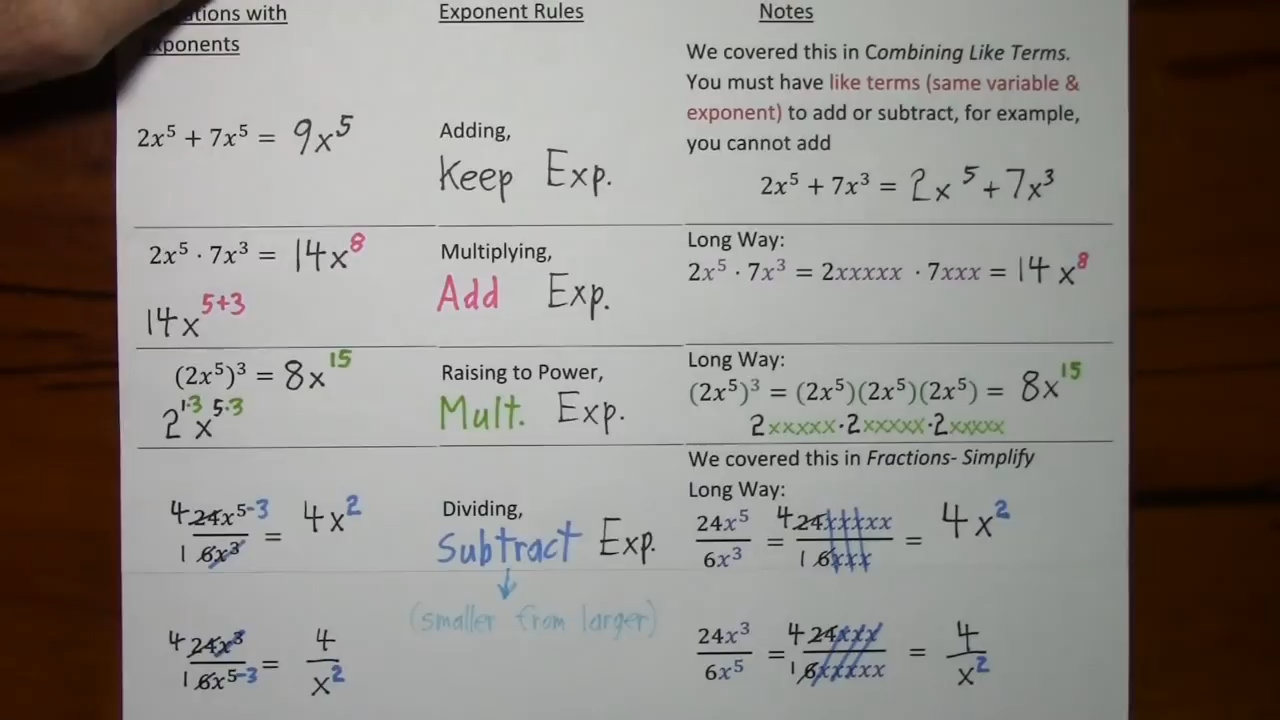 tions with Exponent Rules Notes
xponents
We covered this in Combining Like Terms.
You must have like terms (same variable &
exponent) to add or subtract, for example,
you cannot add
2x⁵ + 7x⁵ = 9x⁵
Adding,
Keep Exp.
2x⁵ + 7x³ = 2x⁵ + 7x³
2x⁵ · 7x³ = 14x⁸
14x⁵⁺³
Multiplying,
Add Exp.
Long Way:
2x⁵ · 7x³ = 2xxxxx · 7xxx = 14x⁸
(2x⁵)³ = 8x¹⁵
2¹·³x⁵·³
Raising to Power,
Mult. Exp.
Long Way:
(2x⁵)³ = (2x⁵)(2x⁵)(2x⁵) = 8x¹⁵
2xxxxx·2xxxxx·2xxxxx
4 24x⁵⁻³
1 6x³
= 4x²
Dividing,
Subtract Exp.
(smaller from larger)
We covered this in Fractions- Simplify
Long Way:
24x⁵
6x³
= 4 24xxxxx
1 6xxx
= 4x²
4 24x³
1 6x⁵⁻³
= 4
x²
24x³
6x⁵
= 4 24xxx
1 6xxxxx
= 4
x²